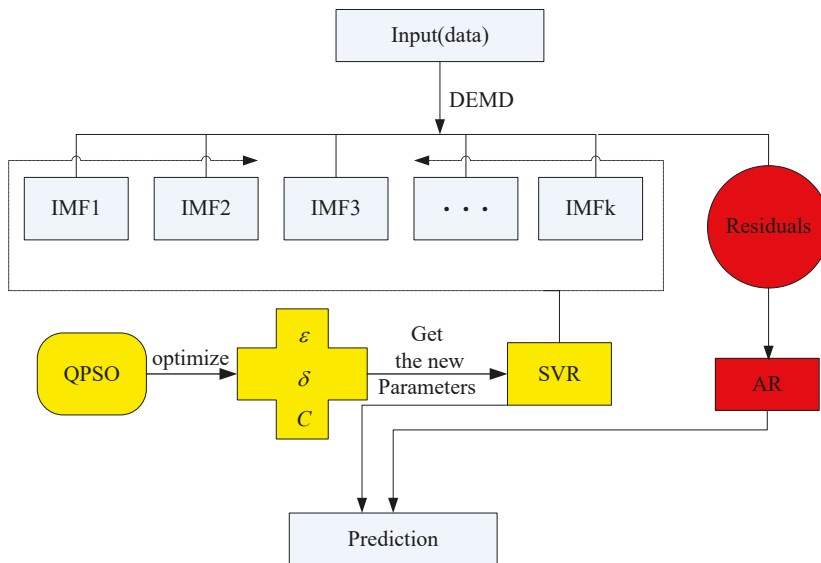 Input(data)
DEMD
IMF1
IMF2
IMF3
· · ·
IMFk
Residuals
QPSO
optimize
ε
δ
C
Get
the new
Parameters
SVR
AR
Prediction